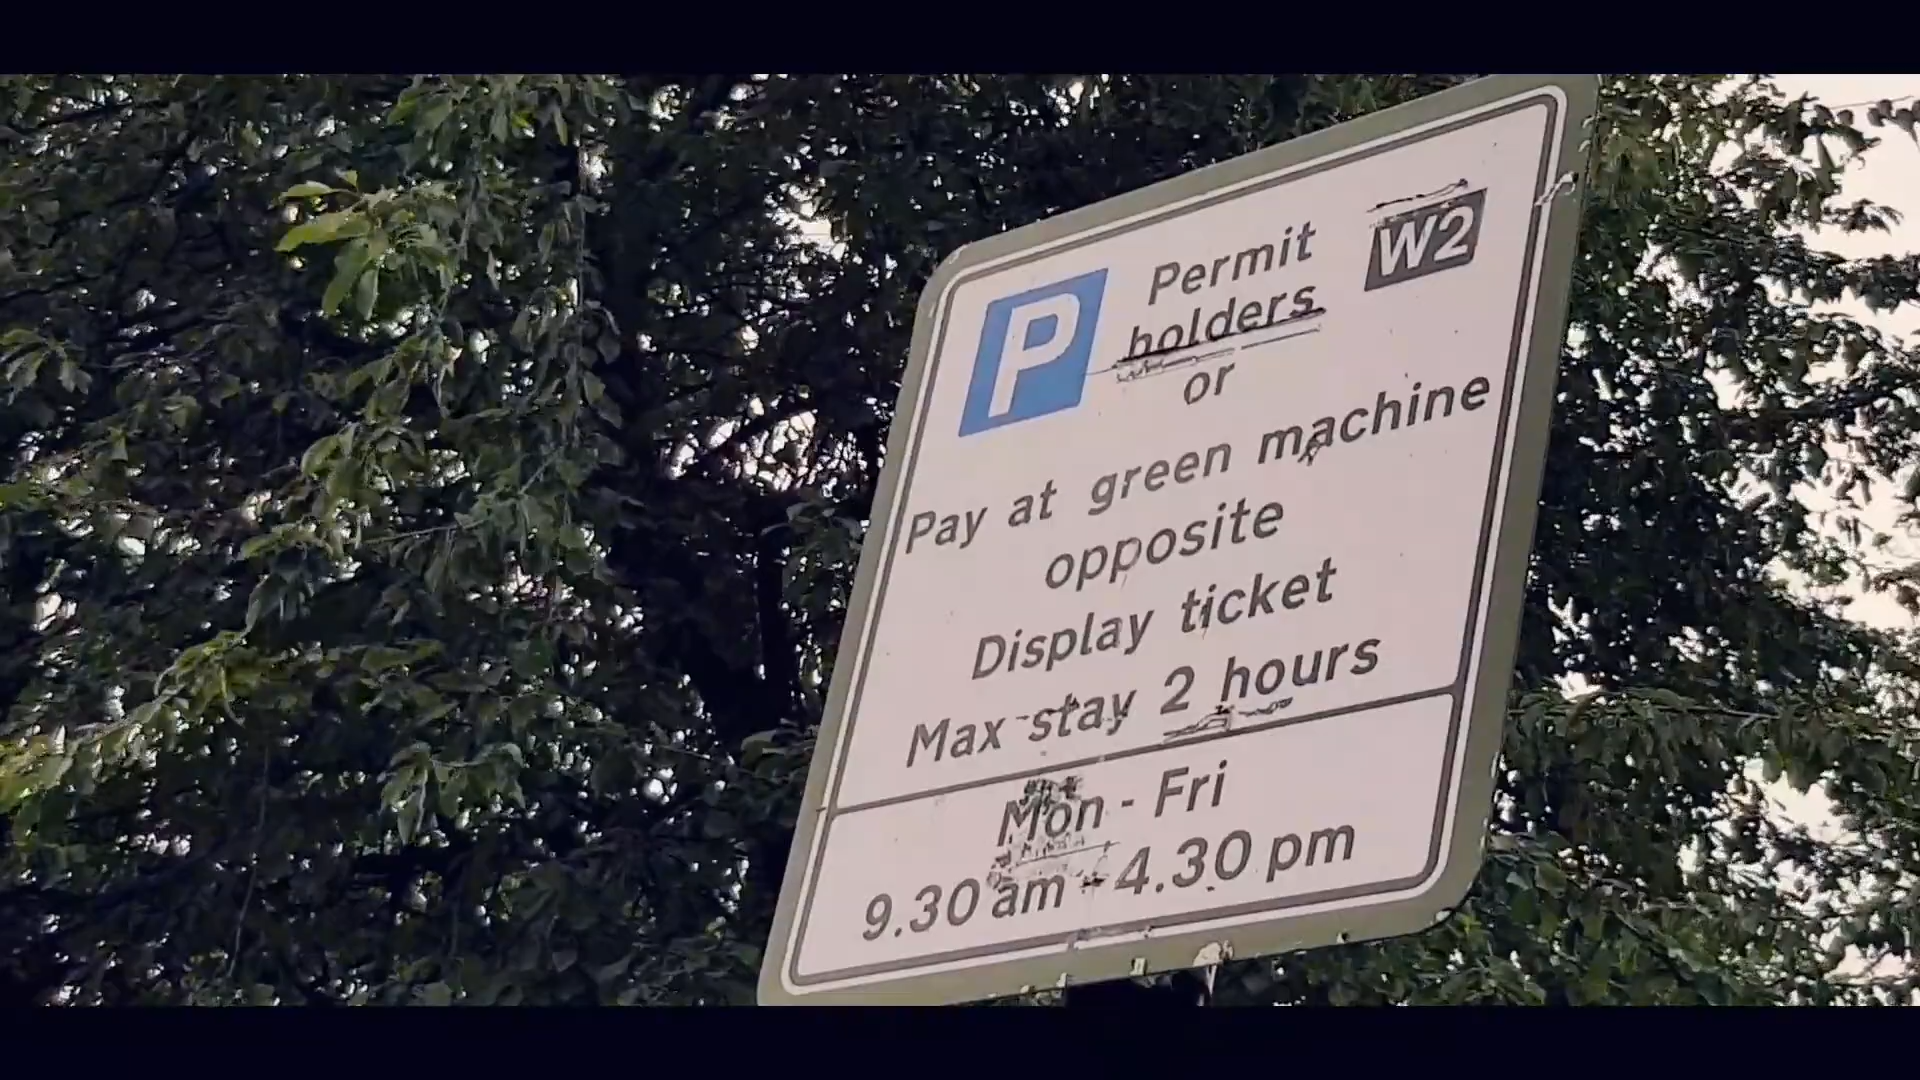 P
Permit
holders
W2
or
Pay at green machine
opposite
Display ticket
Max stay 2 hours
Mon - Fri
9.30 am - 4.30 pm